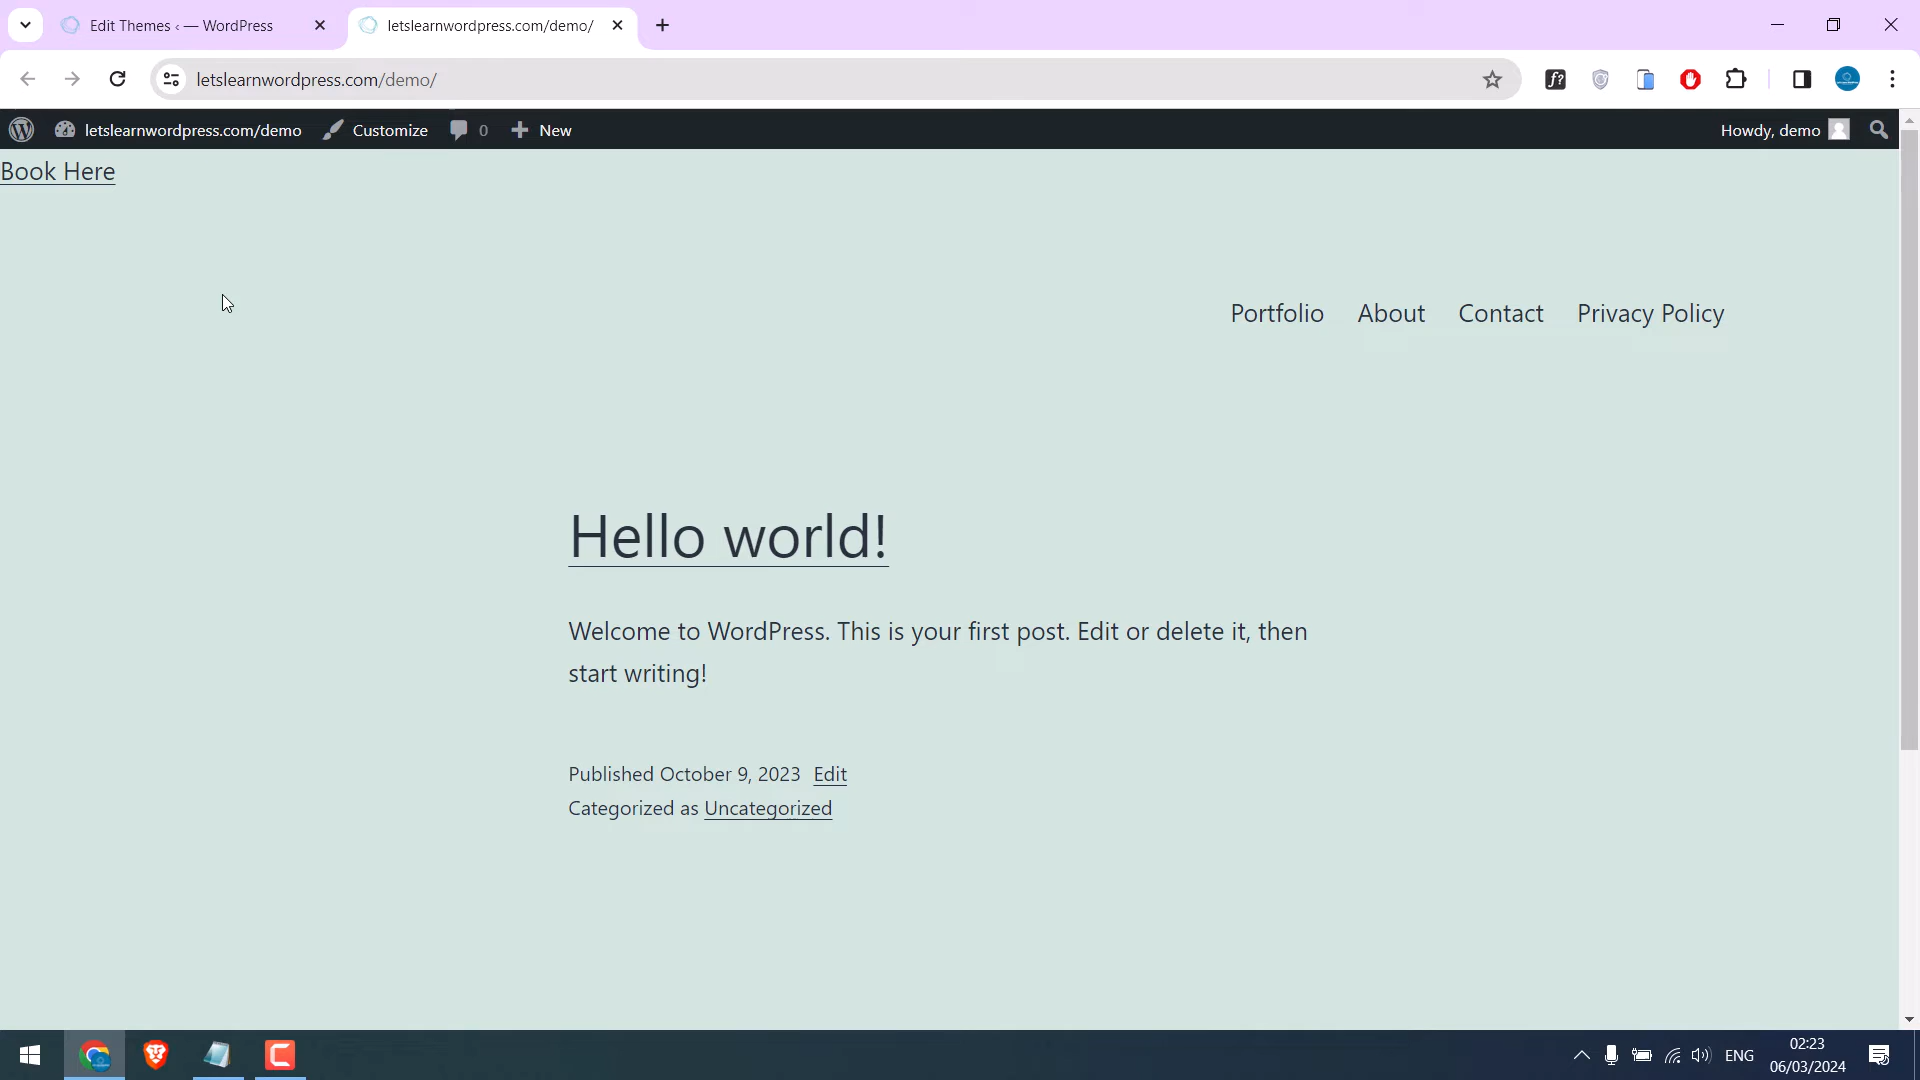 Edit Themes ‹ — WordPress
letslearnwordpress.com/demo/
letslearnwordpress.com/demo/
letslearnwordpress.com/demo
Customize
0
New
Howdy, demo
Book Here
Portfolio
About
Contact
Privacy Policy
Hello world!
Welcome to WordPress. This is your first post. Edit or delete it, then
start writing!
Published October 9, 2023 Edit
Categorized as Uncategorized
ENG
02:23
06/03/2024